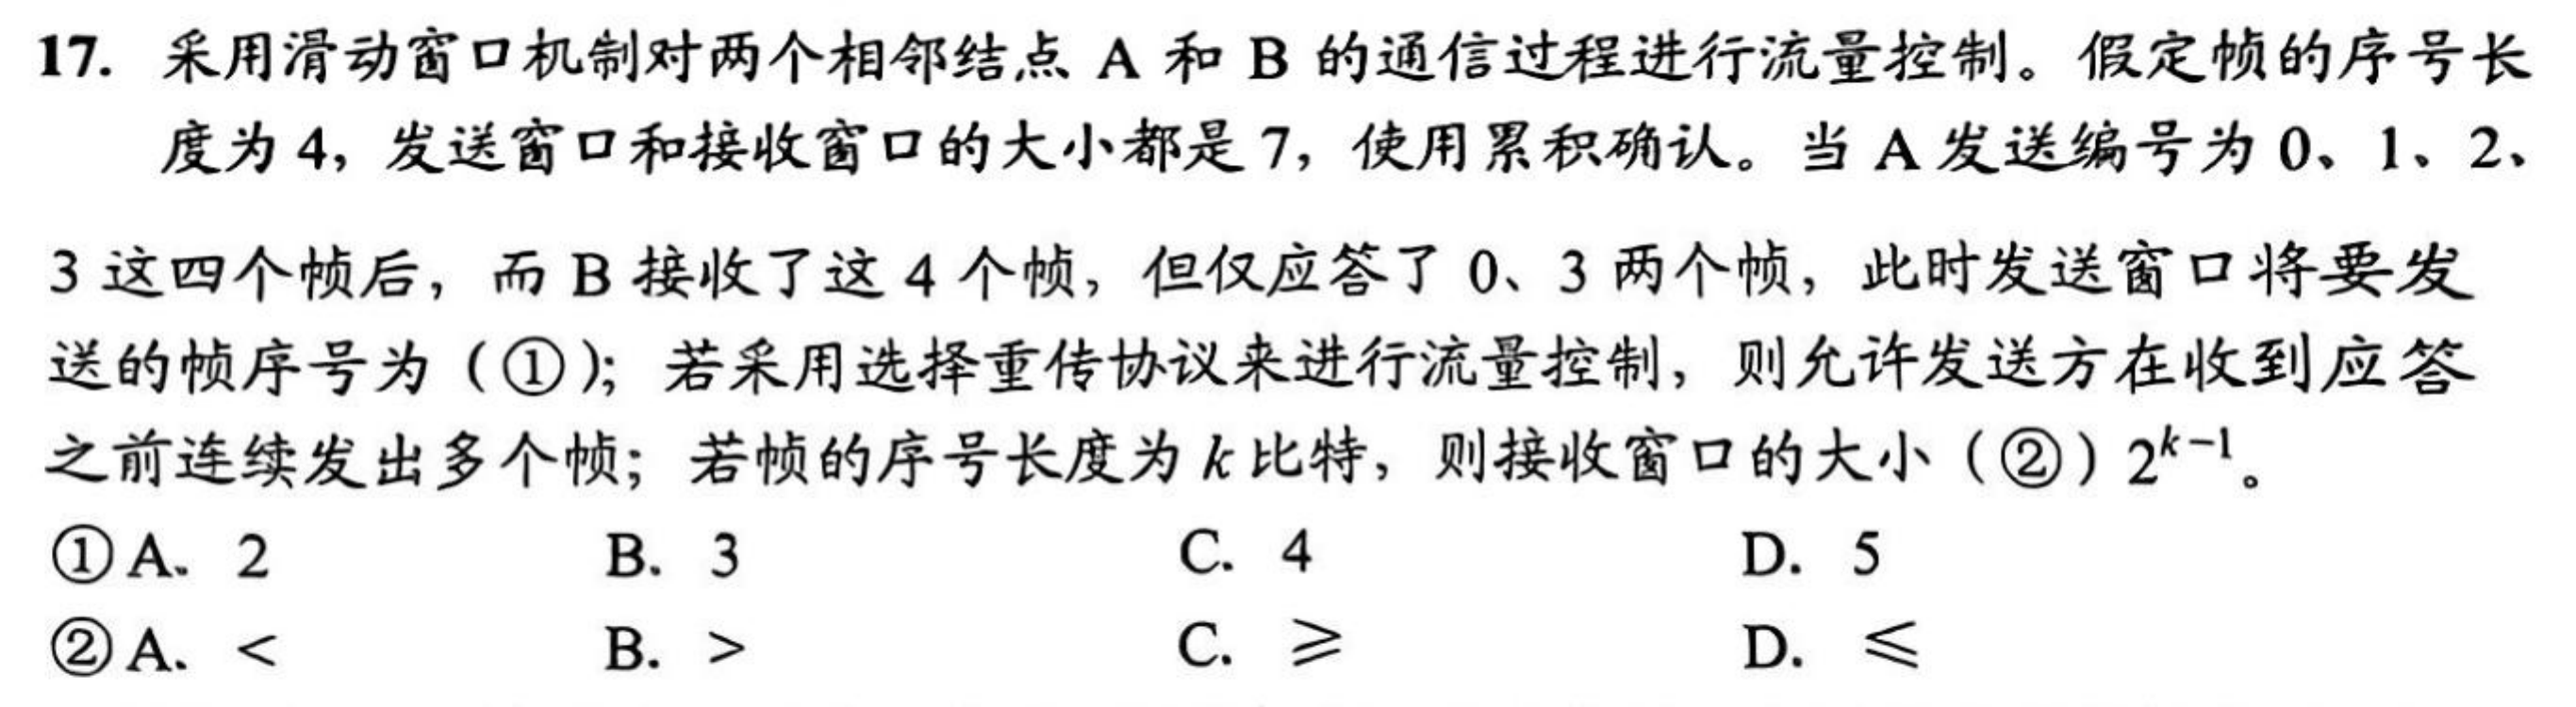 17. 采用滑动窗口机制对两个相邻结点 A 和 B 的通信过程进行流量控制。假定帧的序号长
度为 4，发送窗口和接收窗口的大小都是 7，使用累积确认。当 A 发送编号为 0、1、2、
3 这四个帧后，而 B 接收了这 4 个帧，但仅应答了 0、3 两个帧，此时发送窗口将要发
送的帧序号为（①）；若采用选择重传协议来进行流量控制，则允许发送方在收到应答
之前连续发出多个帧；若帧的序号长度为 k 比特，则接收窗口的大小（②）2^{k-1}。
①A. 2 B. 3 C. 4 D. 5
②A. < B. > C. ⩾ D. ⩽